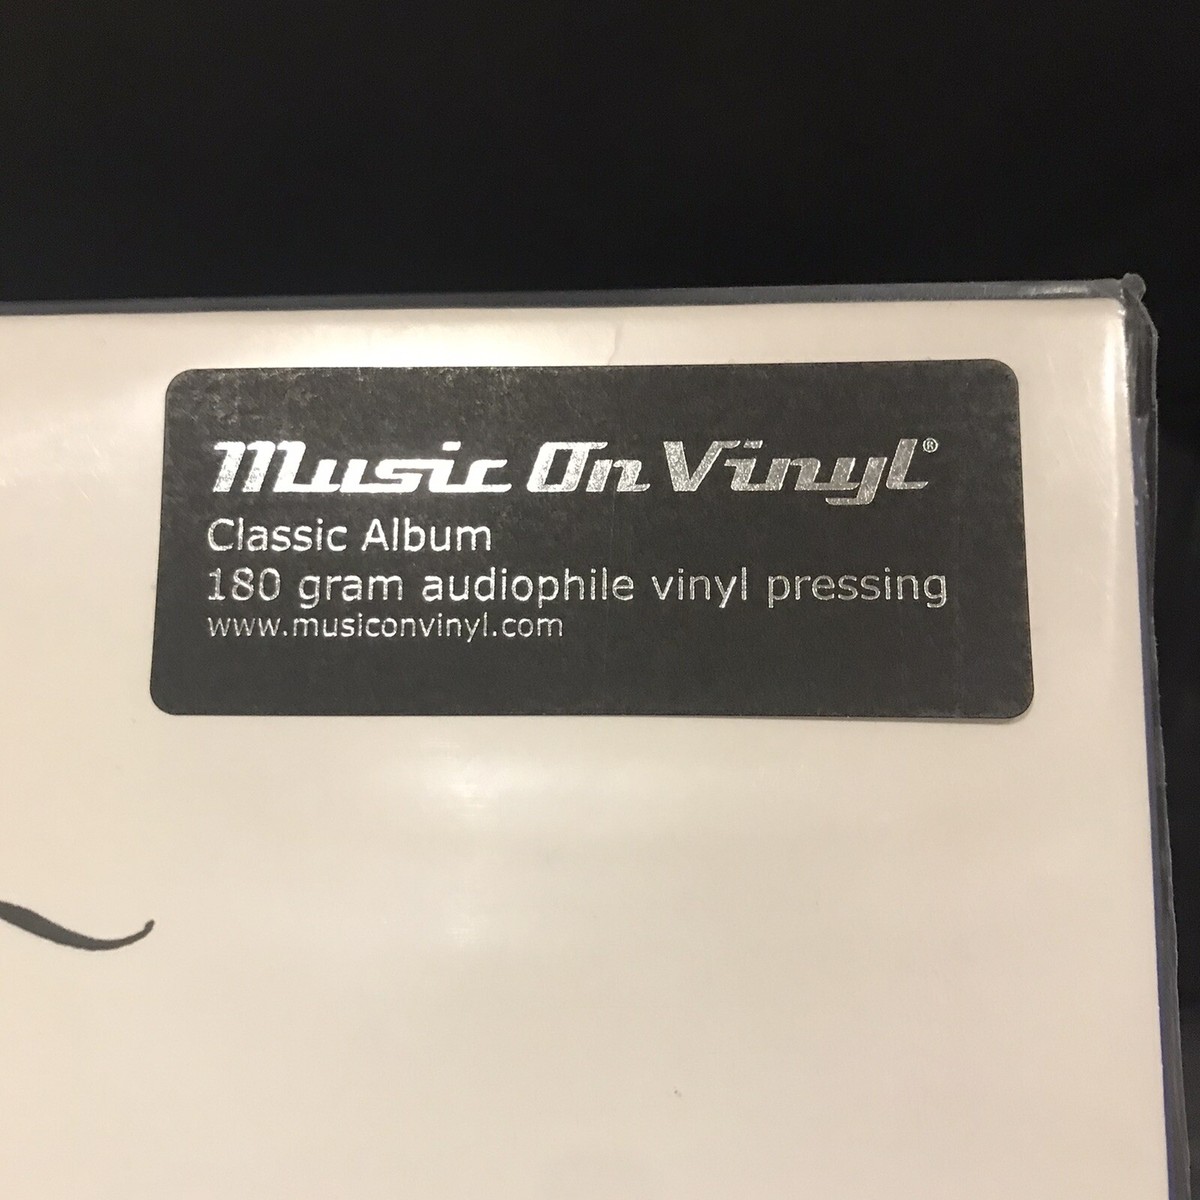 Music On Vinyl®
Classic Album
180 gram audiophile vinyl pressing
www.musiconvinyl.com